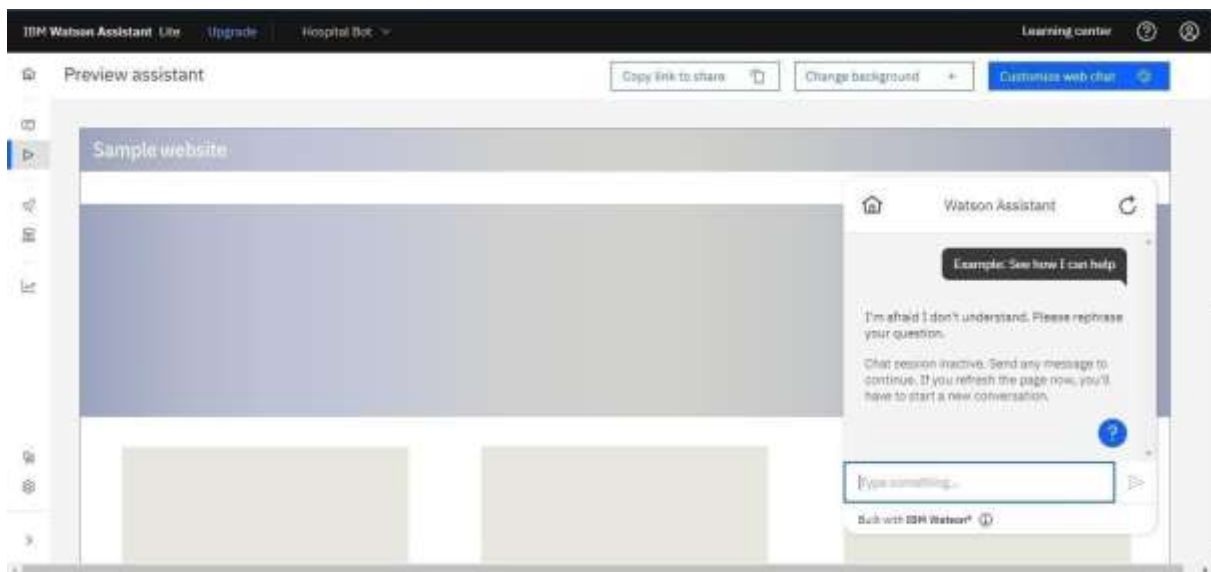 IBM Watson Assistant Lite Upgrade Hospital Bot Learning center
Preview assistant Copy link to share Change background Customize web chat
Sample website
Watson Assistant
Example: See how I can help
I'm afraid I don't understand. Please rephrase
your question.
Chat session inactive. Send any message to
continue. If you refresh the page now, you'll
have to start a new conversation.
?
Type something...
Built with IBM Watson®